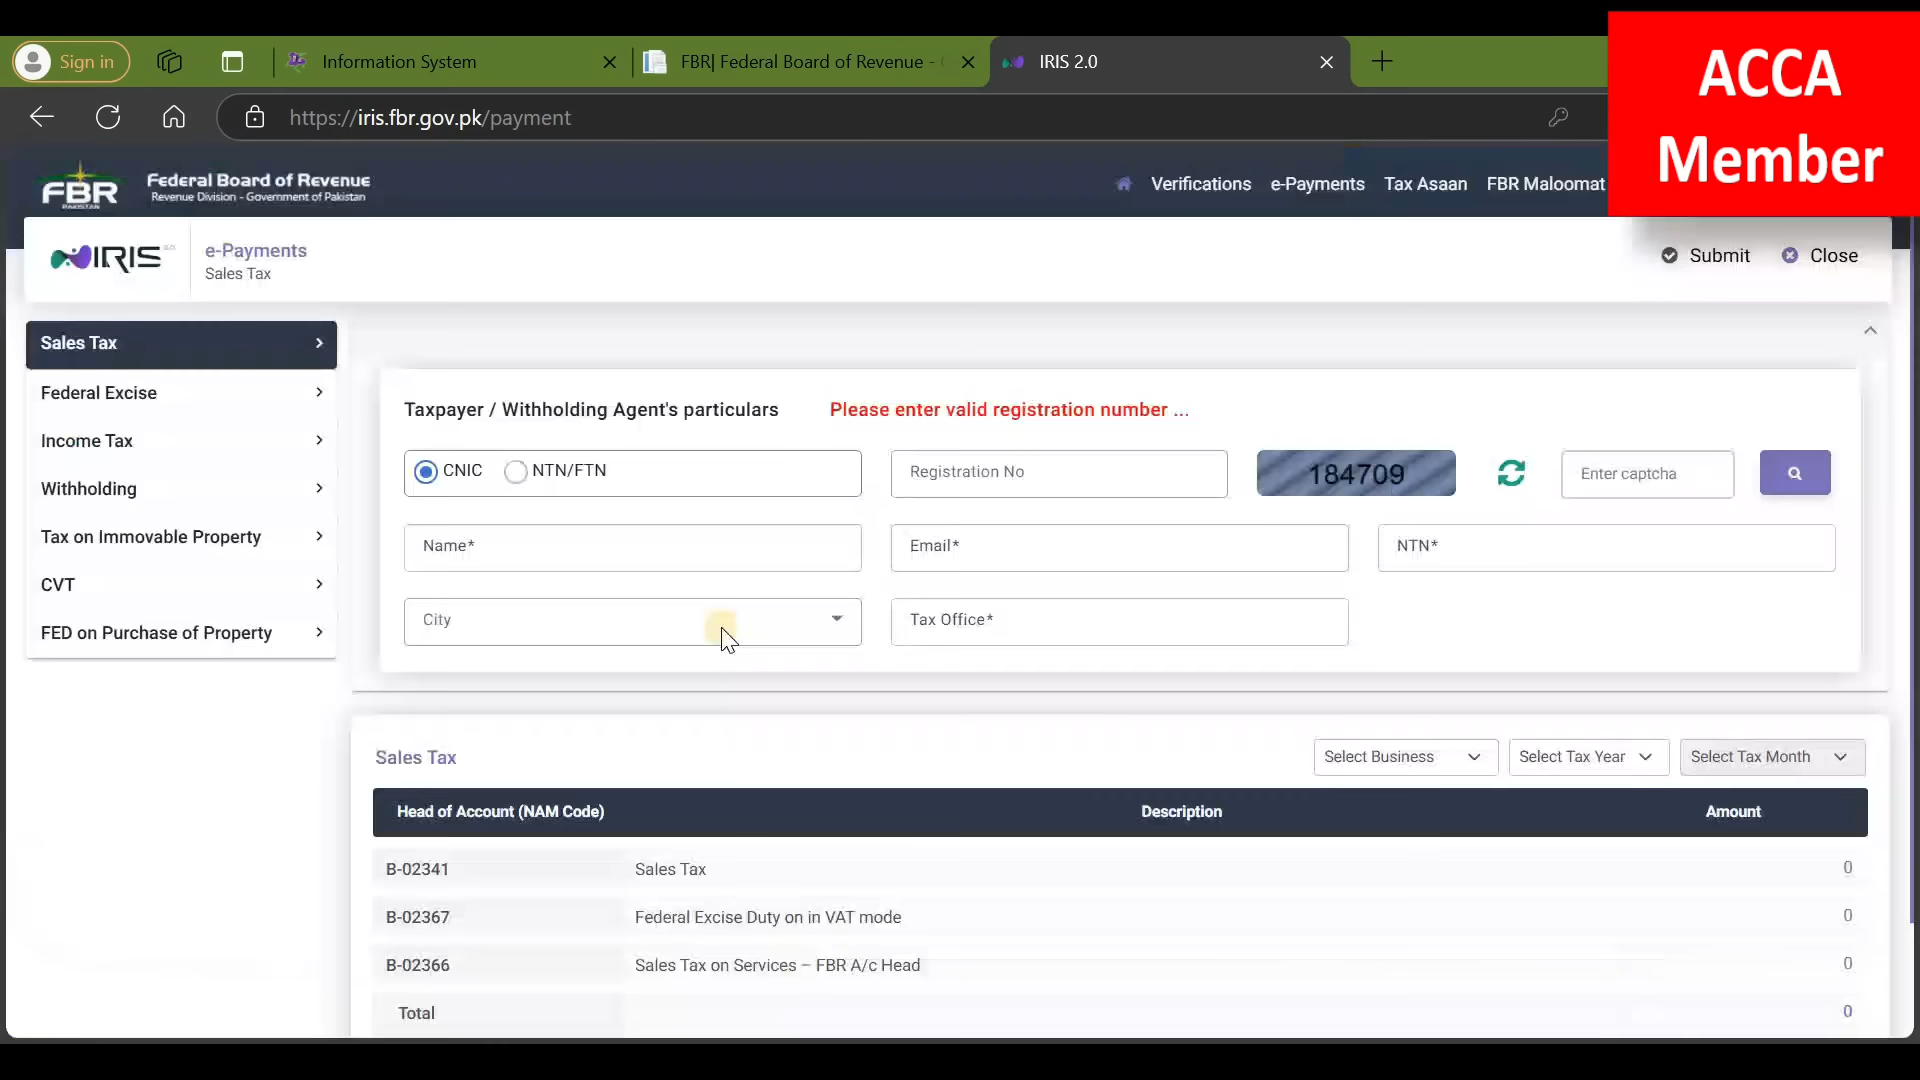 Sign in
Information System
FBR| Federal Board of Revenue -
IRIS 2.0
ACCA
Member
https://iris.fbr.gov.pk/payment
FBR
PAKISTAN
Federal Board of Revenue
Revenue Division - Government of Pakistan
Verifications
e-Payments
Tax Asaan
FBR Maloomat
IRIS
e-Payments
Sales Tax
Submit
Close
Sales Tax
Federal Excise
Income Tax
Withholding
Tax on Immovable Property
CVT
FED on Purchase of Property
Taxpayer / Withholding Agent's particulars
Please enter valid registration number ...
CNIC
NTN/FTN
Registration No
184709
Enter captcha
Name*
Email*
NTN*
City
Tax Office*
Sales Tax
Select Business
Select Tax Year
Select Tax Month
Head of Account (NAM Code)
Description
Amount
B-02341
Sales Tax
0
B-02367
Federal Excise Duty on in VAT mode
0
B-02366
Sales Tax on Services – FBR A/c Head
0
Total
0